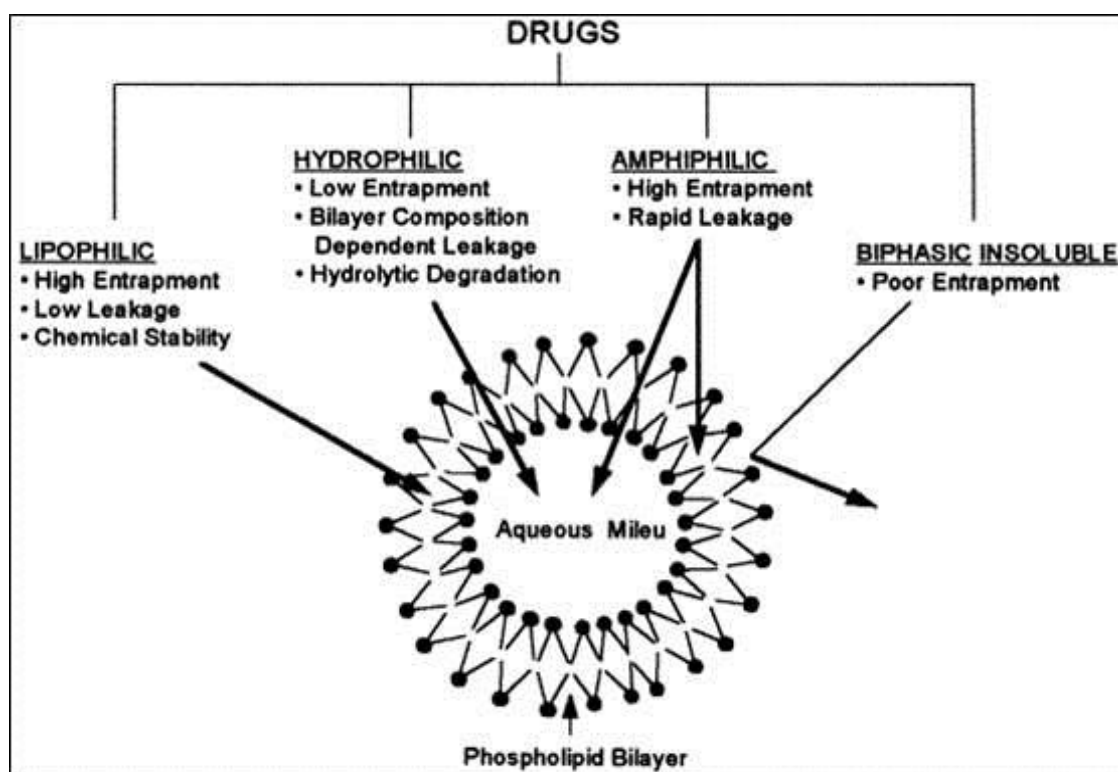 DRUGS
HYDROPHILIC
• Low Entrapment
• Bilayer Composition
Dependent Leakage
• Hydrolytic Degradation
AMPHIPHILIC
• High Entrapment
• Rapid Leakage
LIPOPHILIC
• High Entrapment
• Low Leakage
• Chemical Stability
BIPHASIC INSOLUBLE
• Poor Entrapment
Aqueous Mileu
Phospholipid Bilayer